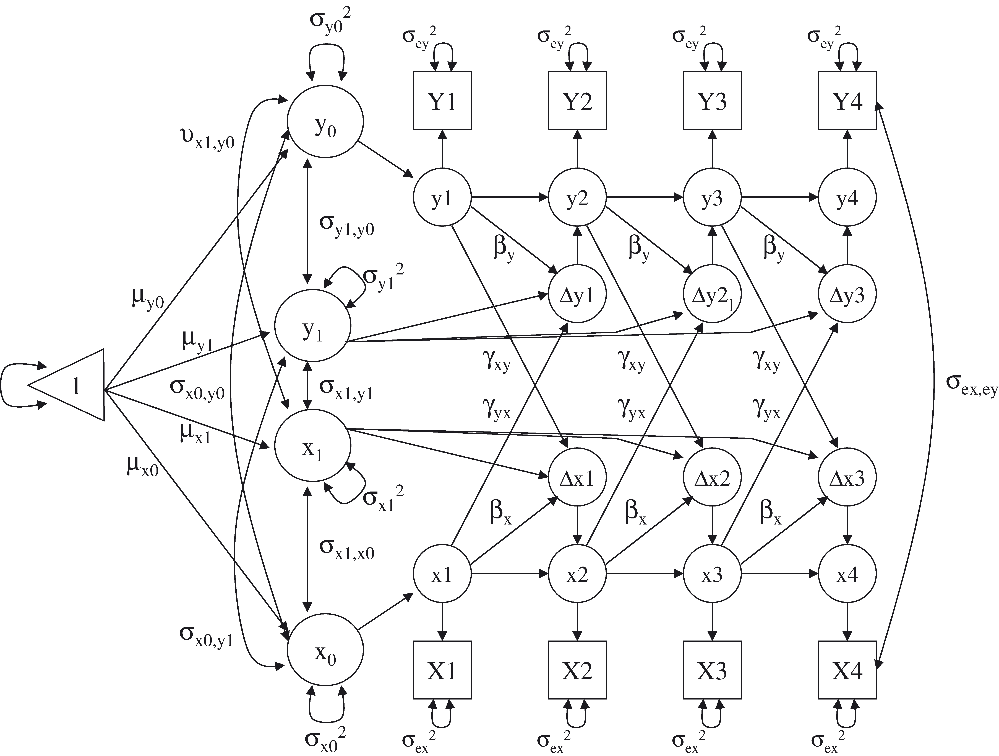 σy0²
σey² σey² σey² σey²
Y1 Y2 Y3 Y4
y0
υx1,y0
y1 y2 y3 y4
σy1,y0
βy βy βy
σy1²
μy0
Δy1 Δy2] Δy3
y1
μy1
γxy γxy γxy
1
σx0,y0 σx1,y1
σex,ey
γyx γyx γyx
μx1
x1
μx0
Δx1 Δx2 Δx3
σx1²
βx βx βx
σx1,x0
x1 x2 x3 x4
σx0,y1
x0
X1 X2 X3 X4
σx0²
σex² σex² σex² σex²